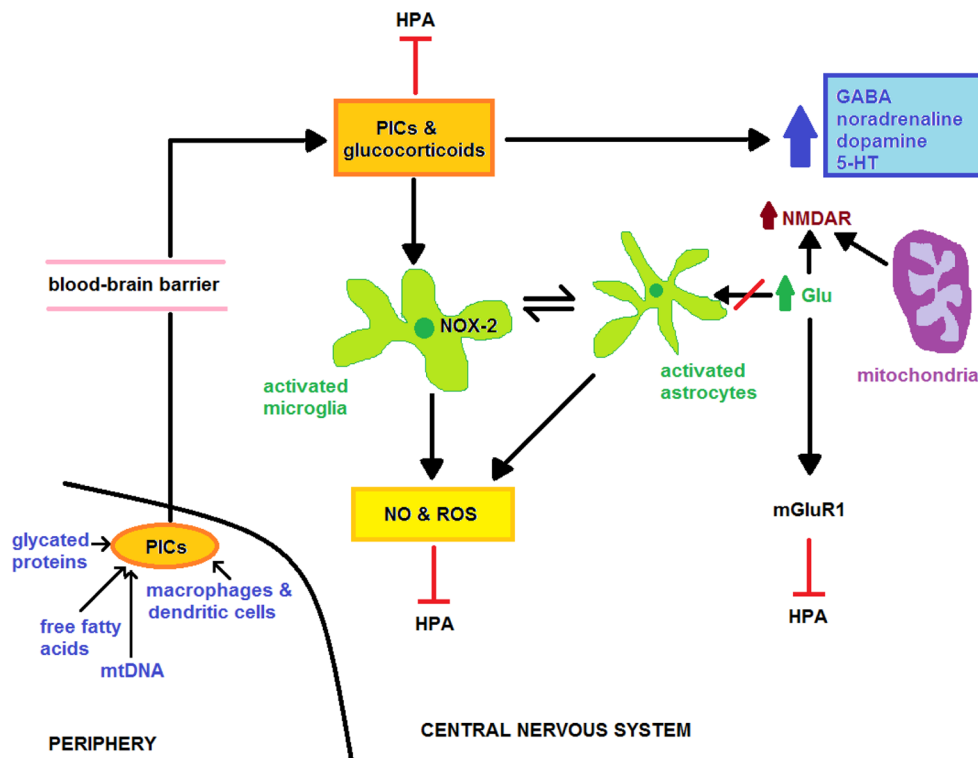 HPA
PICs &
glucocorticoids
GABA
noradrenaline
dopamine
5-HT
NMDAR
blood-brain barrier
Glu
NOX-2
activated
microglia
activated
astrocytes
mitochondria
NO & ROS
mGluR1
glycated
proteins
PICs
macrophages &
dendritic cells
free fatty
acids
mtDNA
HPA
HPA
PERIPHERY
CENTRAL NERVOUS SYSTEM